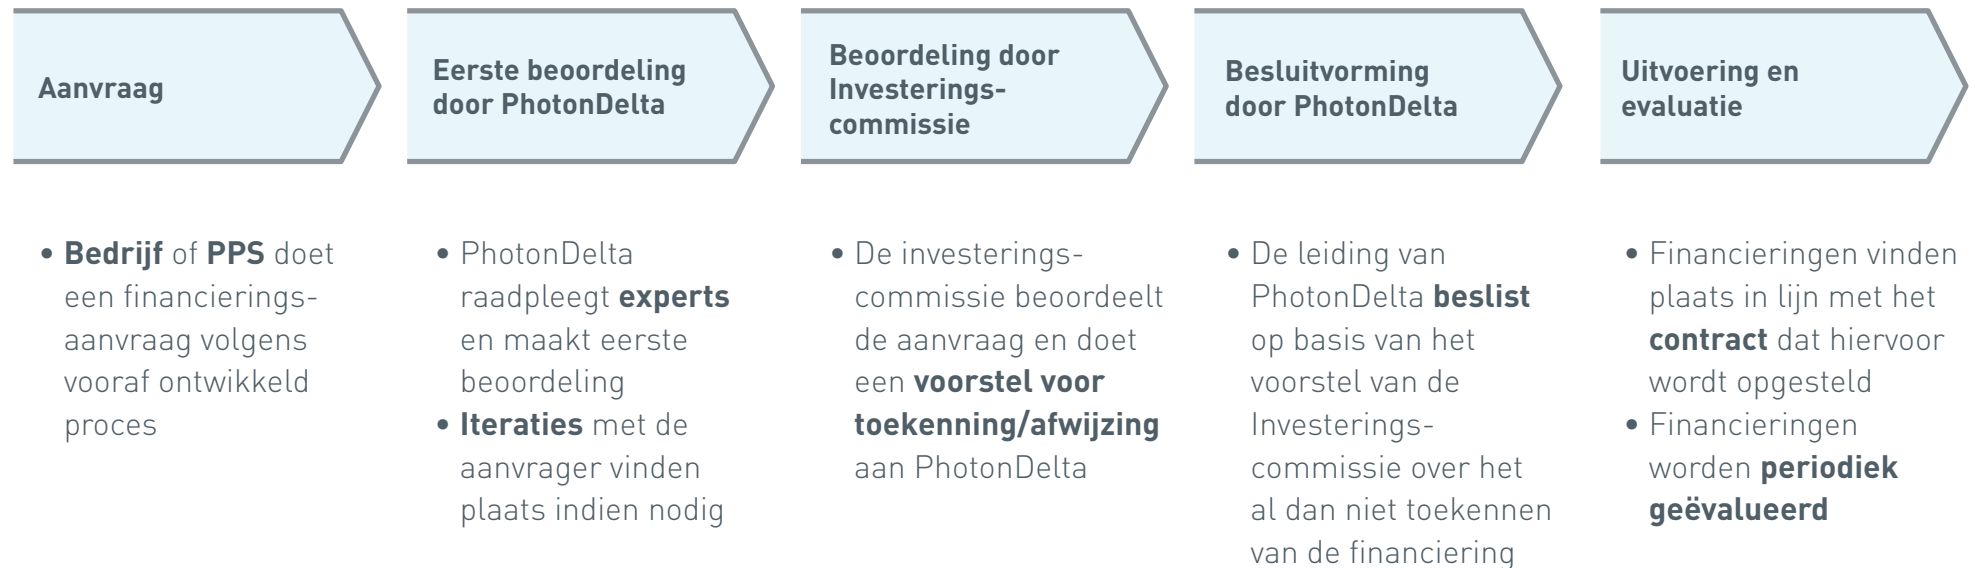 Aanvraag
Eerste beoordeling
door PhotonDelta
Beoordeling door
Investerings-
commissie
Besluitvorming
door PhotonDelta
Uitvoering en
evaluatie
• Bedrijf of PPS doet
een financierings-
aanvraag volgens
vooraf ontwikkeld
proces
• PhotonDelta
raadpleegt experts
en maakt eerste
beoordeling
• Iteraties met de
aanvrager vinden
plaats indien nodig
• De investerings-
commissie beoordeelt
de aanvraag en doet
een voorstel voor
toekenning/afwijzing
aan PhotonDelta
• De leiding van
PhotonDelta beslist
op basis van het
voorstel van de
Investerings-
commissie over het
al dan niet toekennen
van de financiering
• Financieringen vinden
plaats in lijn met het
contract dat hiervoor
wordt opgesteld
• Financieringen
worden periodiek
geëvalueerd